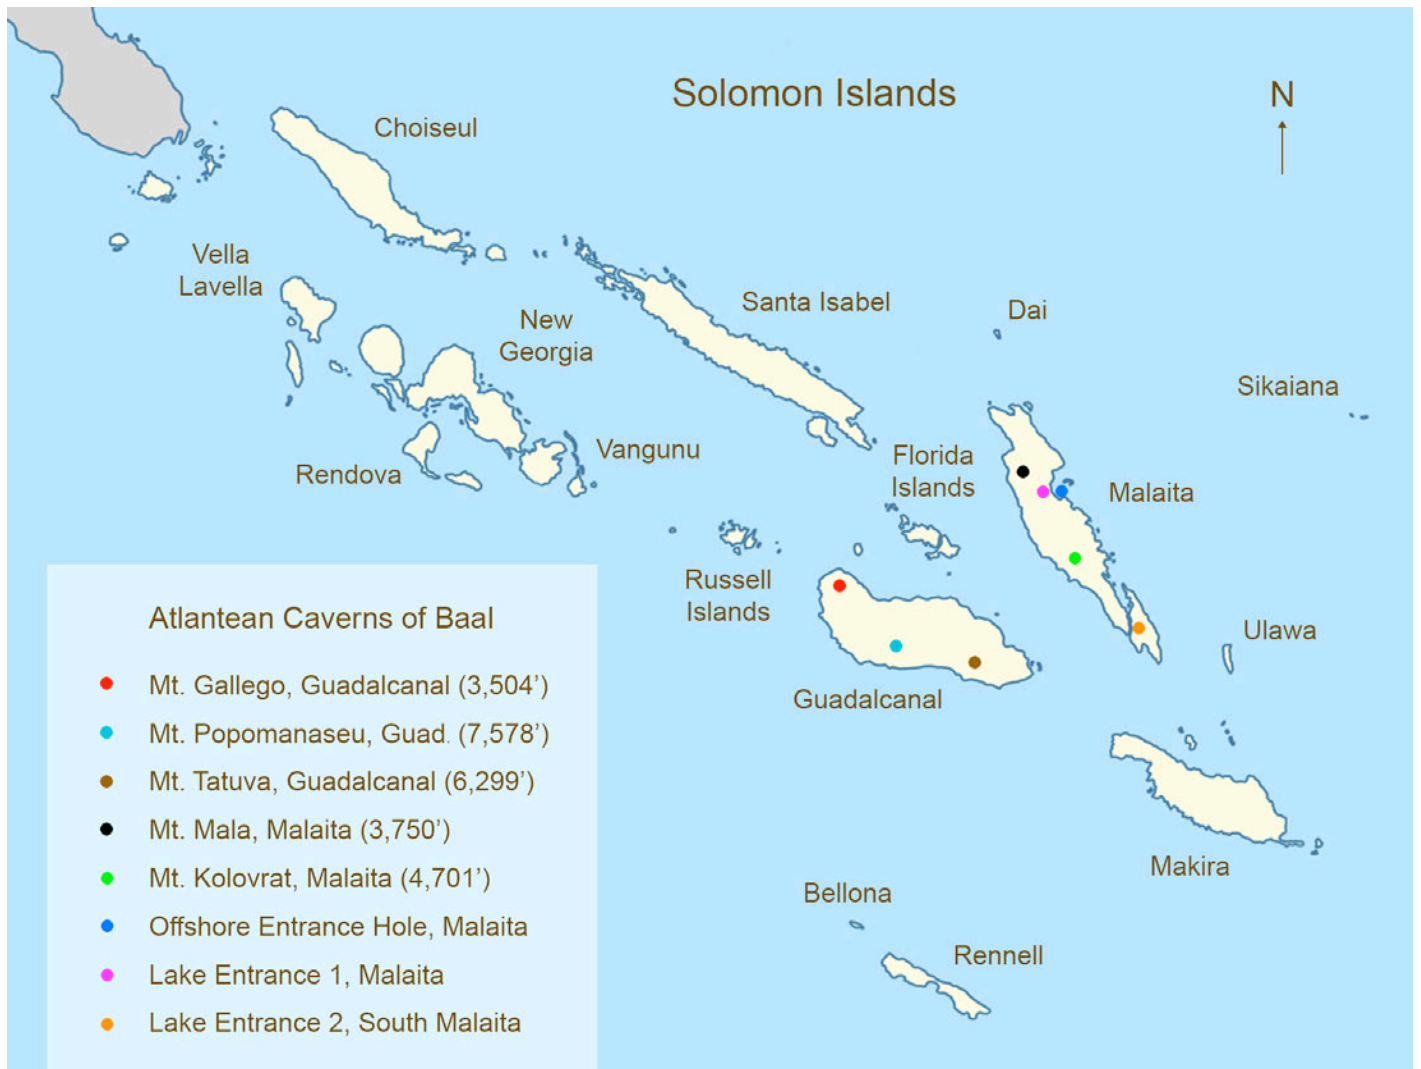 Solomon Islands
N
Choiseul
Vella
Lavella
Santa Isabel
Dai
New
Georgia
Sikaiana
Vangunu
Florida
Islands
Rendova
Malaita
Russell
Islands
Ulawa
Guadalcanal
Makira
Bellona
Rennell
Atlantean Caverns of Baal
Mt. Gallego, Guadalcanal (3,504’)
Mt. Popomanaseu, Guad. (7,578’)
Mt. Tatuva, Guadalcanal (6,299’)
Mt. Mala, Malaita (3,750’)
Mt. Kolovrat, Malaita (4,701’)
Offshore Entrance Hole, Malaita
Lake Entrance 1, Malaita
Lake Entrance 2, South Malaita